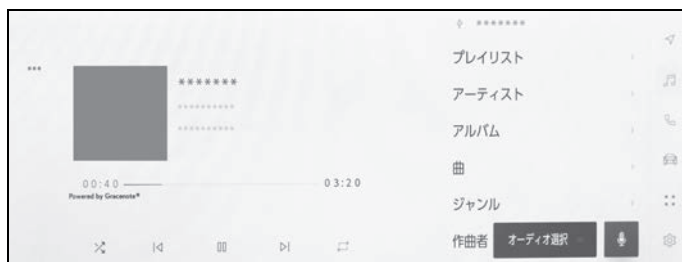 *******
プレイリスト
•••
*******
アーティスト
**********
**********
アルバム
曲
00:40
03:20
Powered by Gracenote®
ジャンル
作曲者
オーディオ選択